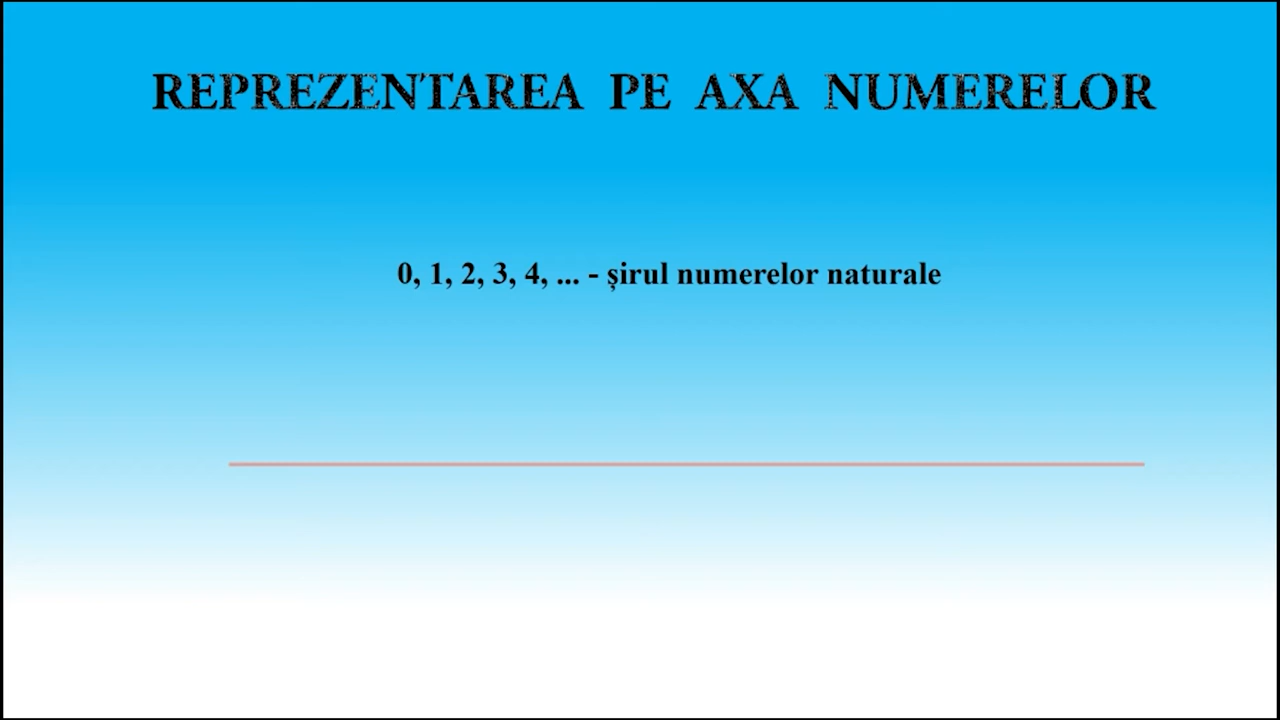 REPREZENTAREA PE AXA NUMERELOR
0, 1, 2, 3, 4, ... - șirul numerelor naturale